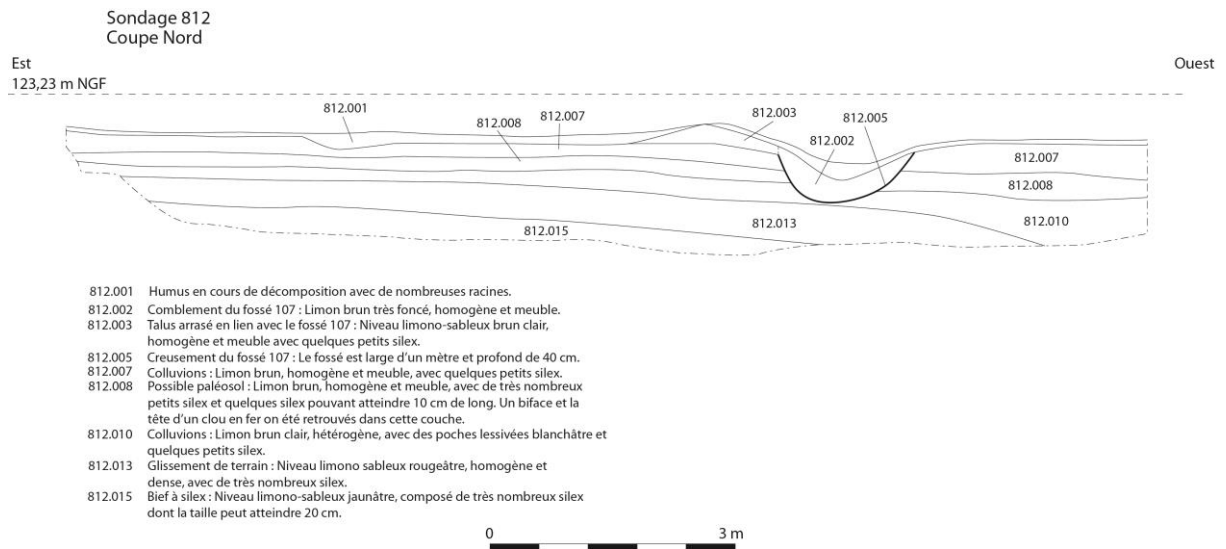 Sondage 812
Coupe Nord
Est
Ouest
123,23 m NGF
812.001
812.008
812.007
812.003
812.005
812.002
812.007
812.008
812.010
812.013
812.015
812.001 Humus en cours de décomposition avec de nombreuses racines.
812.002 Comblement du fossé 107 : Limon brun très foncé, homogène et meuble.
812.003 Talus arrasé en lien avec le fossé 107 : Niveau limono-sableux brun clair,
homogène et meuble avec quelques petits silex.
812.005 Creusement du fossé 107 : Le fossé est large d’un mètre et profond de 40 cm.
812.007 Colluvions : Limon brun, homogène et meuble, avec quelques petits silex.
812.008 Possible paléosol : Limon brun, homogène et meuble, avec de très nombreux
petits silex et quelques silex pouvant atteindre 10 cm de long. Un biface et la
tête d’un clou en fer on été retrouvés dans cette couche.
812.010 Colluvions : Limon brun clair, hétérogène, avec des poches lessivées blanchâtre et
quelques petits silex.
812.013 Glissement de terrain : Niveau limono sableux rougeâtre, homogène et
dense, avec de très nombreux silex.
812.015 Bief à silex : Niveau limono-sableux jaunâtre, composé de très nombreux silex
dont la taille peut atteindre 20 cm.
0
3 m